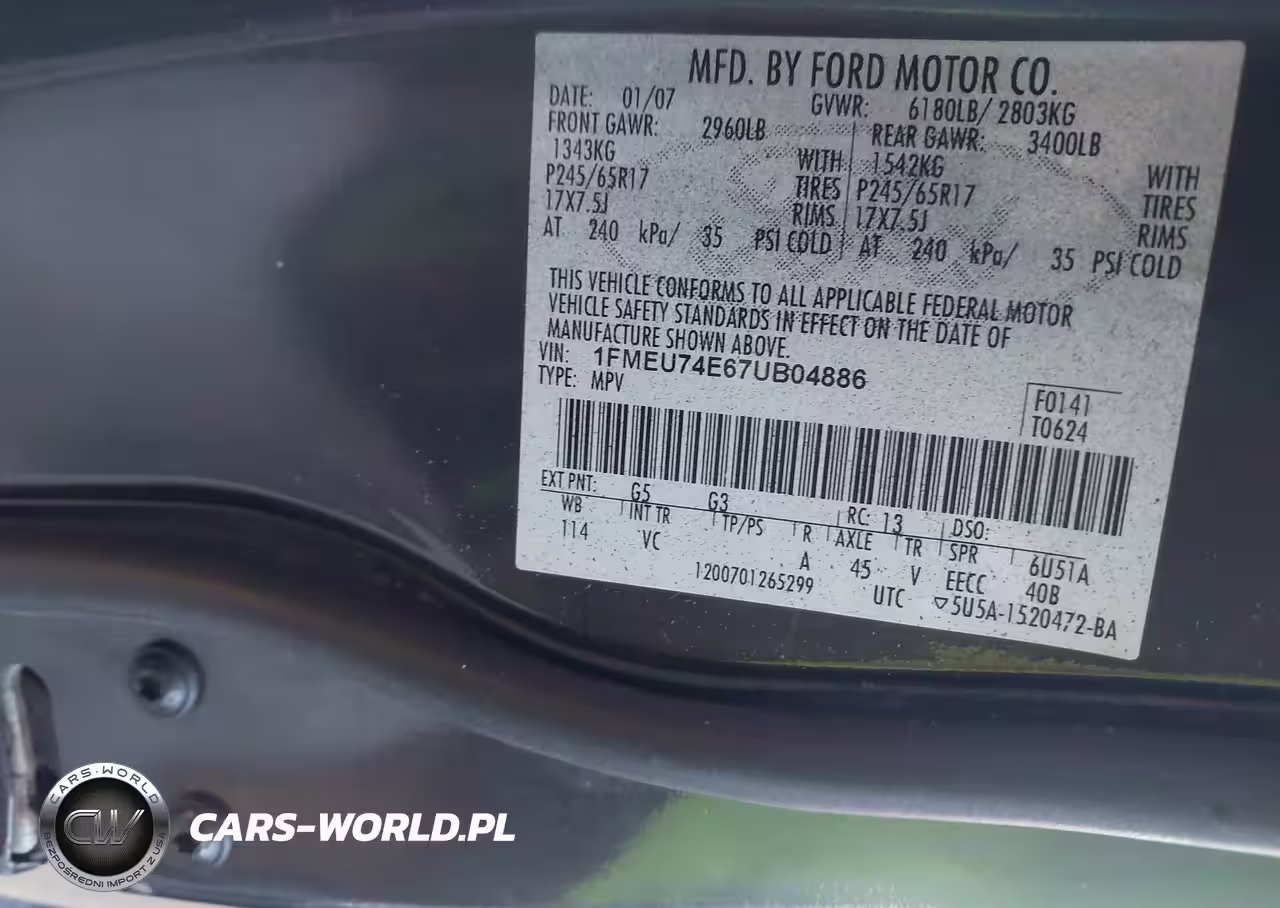 MFD. BY FORD MOTOR CO.
DATE: 01/07 GVWR: 6180LB/ 2803KG
FRONT GAWR: 2960LB REAR GAWR: 3400LB
1343KG WITH 1542KG WITH
P245/65R17 TIRES P245/65R17 TIRES
17X7.5J RIMS 17X7.5J RIMS
AT 240 kPa/ 35 PSI COLD AT 240 kPa/ 35 PSI COLD
THIS VEHICLE CONFORMS TO ALL APPLICABLE FEDERAL MOTOR
VEHICLE SAFETY STANDARDS IN EFFECT ON THE DATE OF
MANUFACTURE SHOWN ABOVE.
VIN: 1FMEU74E67UB04886
TYPE: MPV
F0141
T0624
EXT PNT: G5 G3 RC: 13 DSO:
WB INT TR TP/PS R AXLE TR SPR 6U51A
114 VC A 45 V EECC 40B
1200701265299 UTC ▽5U5A-1520472-BA
CARS-WORLD
CW
BEZPOŚREDNI IMPORT Z USA
CARS-WORLD.PL